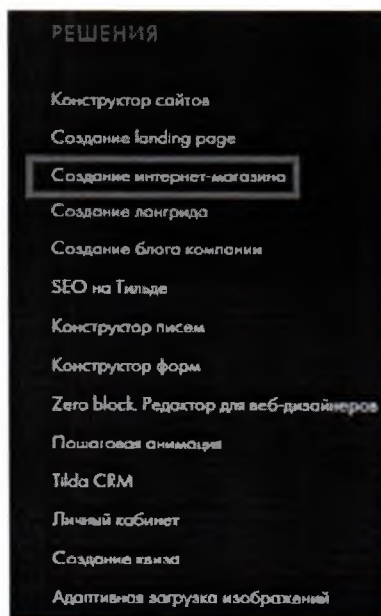 РЕШЕНИЯ
Конструктор сайтов
Создание landing page
Создание интернет-магазина
Создание лонгрида
Создание блога компании
SEO на Тильде
Конструктор писем
Конструктор форм
Zero block. Редактор для веб-дизайнеров
Пошаговая анимация
Tilda CRM
Личный кабинет
Создание квиза
Адаптивная загрузка изображений